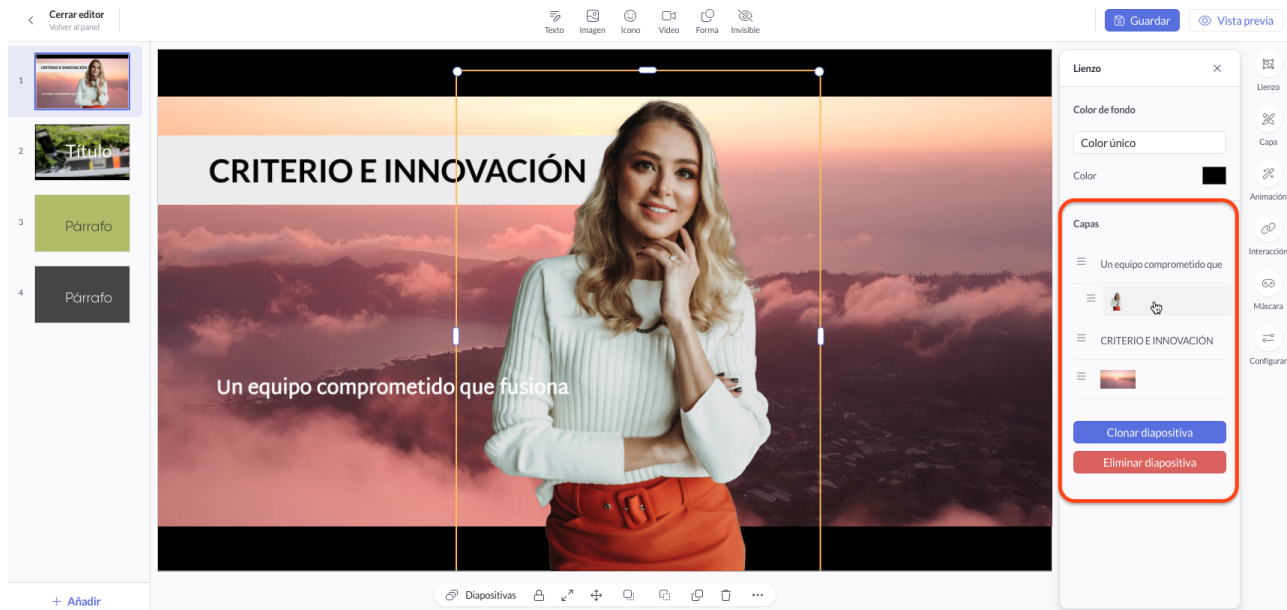 Cerrar editor
Volver al panel
Texto
Imagen
Icono
Video
Forma
Invisible
Guardar
Vista previa
1
CRITERIO E INNOVACIÓN
2
Título
3
Párrafo
4
Párrafo
+ Añadir
CRITERIO E INNOVACIÓN
Un equipo comprometido que fusiona
Diapositivas
Lienzo
Color de fondo
Color único
Color
Capas
Un equipo comprometido que
CRITERIO E INNOVACIÓN
Clonar diapositiva
Eliminar diapositiva
Lienzo
Capa
Animación
Interacción
Máscara
Configurar